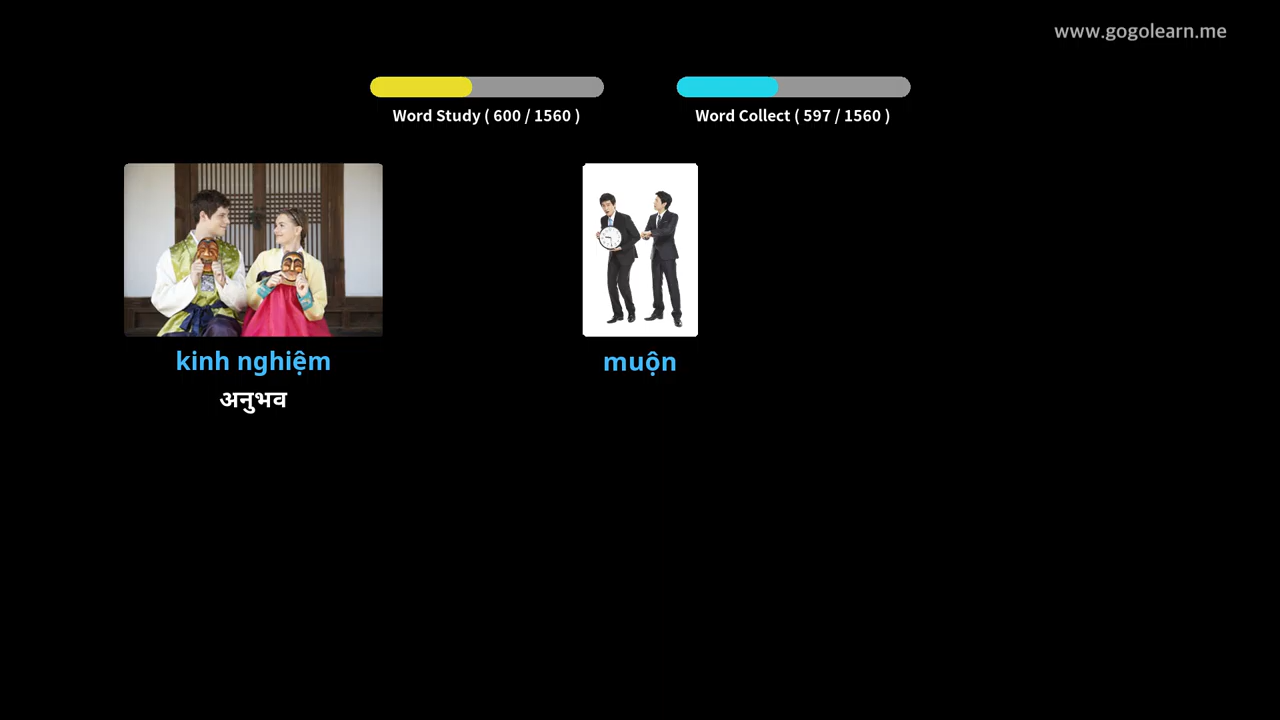 www.gogolearn.me
Word Study ( 600 / 1560 )
Word Collect ( 597 / 1560 )
kinh nghiệm
अनुभव
muộn